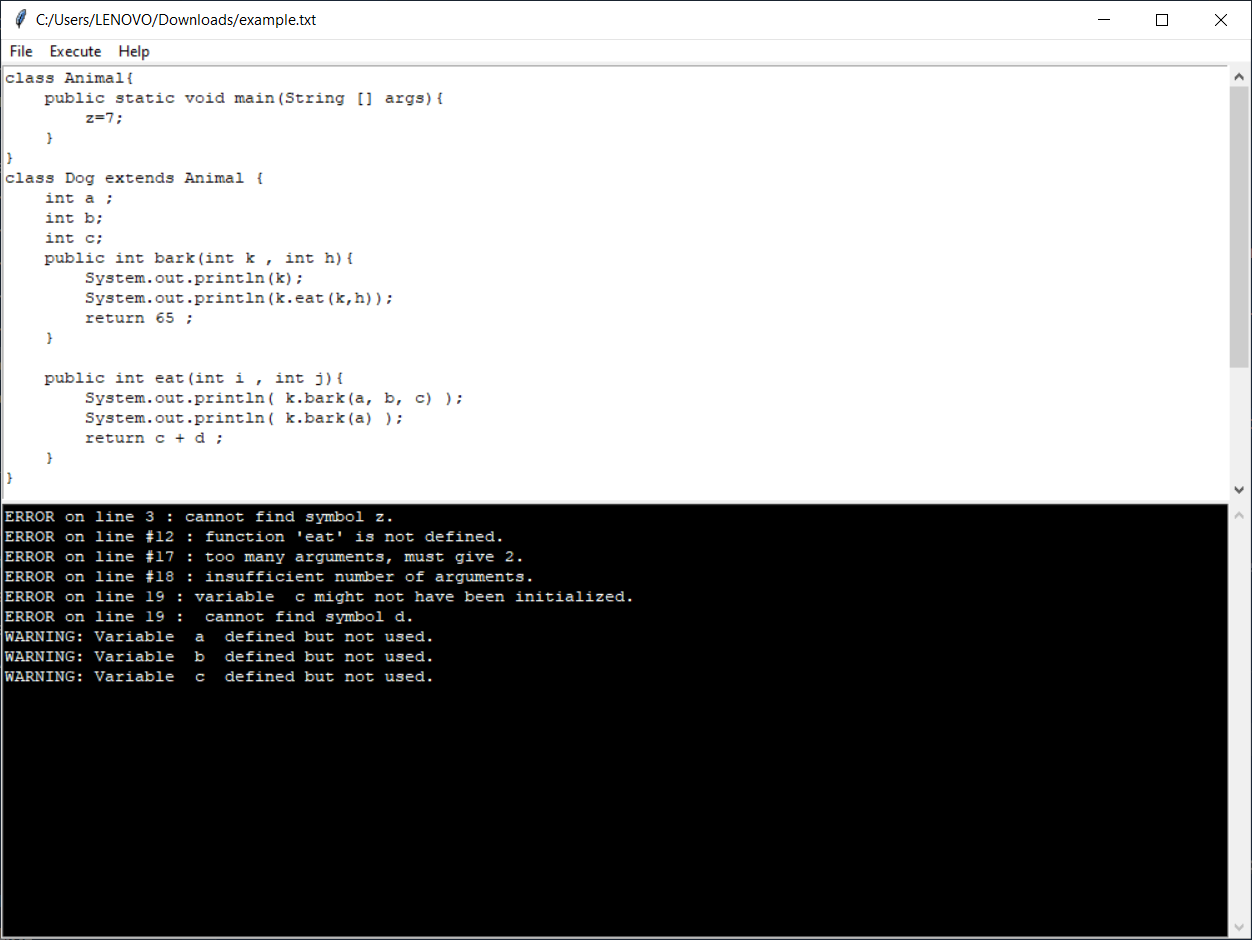 C:/Users/LENOVO/Downloads/example.txt
File Execute Help
class Animal{
    public static void main(String [] args){
        z=7;
    }
}
class Dog extends Animal {
    int a ;
    int b;
    int c;
    public int bark(int k , int h){
        System.out.println(k);
        System.out.println(k.eat(k,h));
        return 65 ;
    }

    public int eat(int i , int j){
        System.out.println( k.bark(a, b, c) );
        System.out.println( k.bark(a) );
        return c + d ;
    }
}
ERROR on line 3 : cannot find symbol z.
ERROR on line #12 : function 'eat' is not defined.
ERROR on line #17 : too many arguments, must give 2.
ERROR on line #18 : insufficient number of arguments.
ERROR on line 19 : variable  c might not have been initialized.
ERROR on line 19 :  cannot find symbol d.
WARNING: Variable  a  defined but not used.
WARNING: Variable  b  defined but not used.
WARNING: Variable  c  defined but not used.